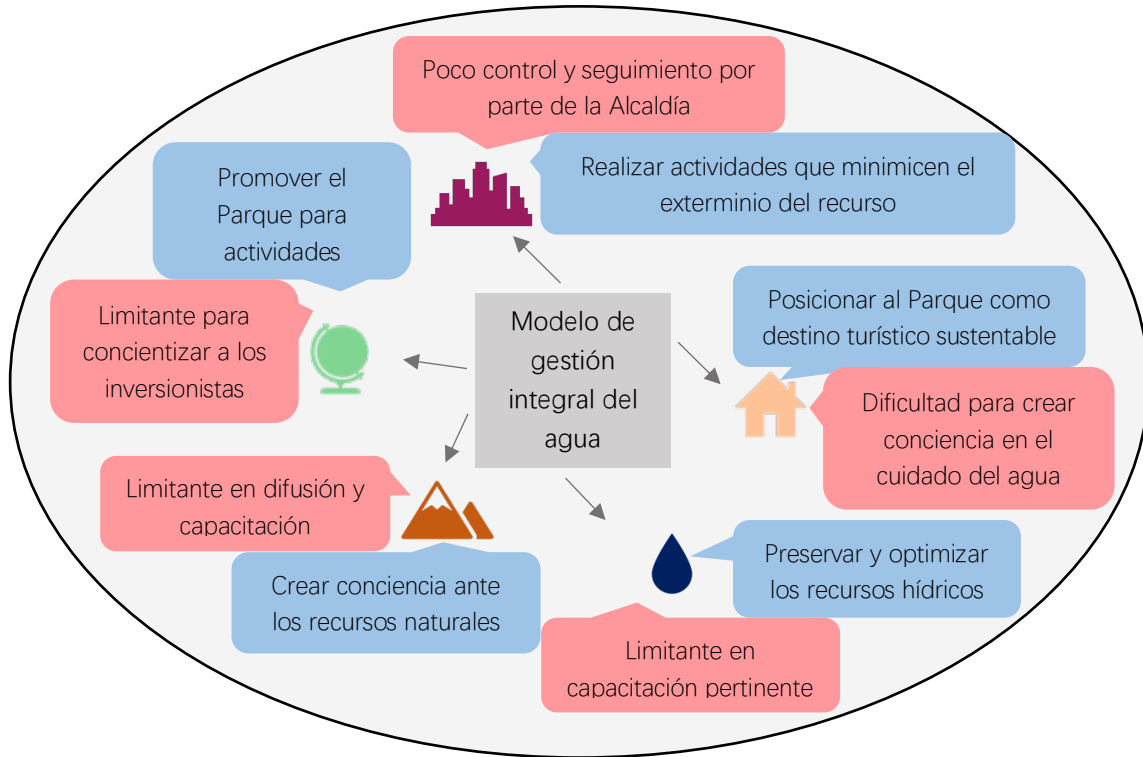 Poco control y seguimiento por
parte de la Alcaldía
Realizar actividades que minimicen el
exterminio del recurso
Promover el
Parque para
actividades
Limitante para
concientizar a los
inversionistas
Modelo de
gestión
integral del
agua
Posicionar al Parque como
destino turístico sustentable
Dificultad para crear
conciencia en el
cuidado del agua
Limitante en difusión y
capacitación
Crear conciencia ante
los recursos naturales
Preservar y optimizar
los recursos hídricos
Limitante en
capacitación pertinente